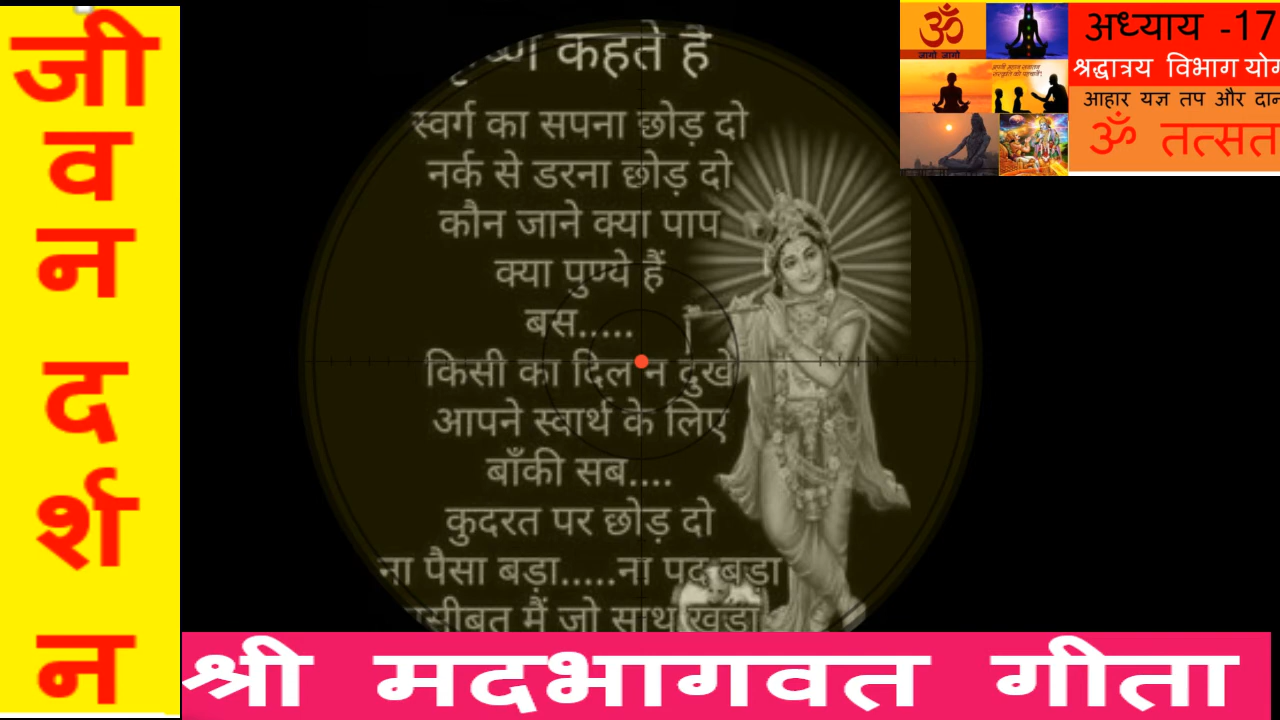 जीवन दर्शन
कहते हैं
स्वर्ग का सपना छोड़ दो
नर्क से डरना छोड़ दो
कौन जाने क्या पाप
क्या पुण्ये हैं
बस.....
किसी का दिल न दुखे
आपने स्वार्थ के लिए
बाँकी सब....
कुदरत पर छोड़ दो
ना पैसा बड़ा.....ना पद बड़ा
मैं जो साथ खड़ा
ॐ
जागो जागो
अध्याय -17
श्रद्धात्रय विभाग
आहार यज्ञ तप और दान
ॐ तत्सत
श्री मदभागवत गीता